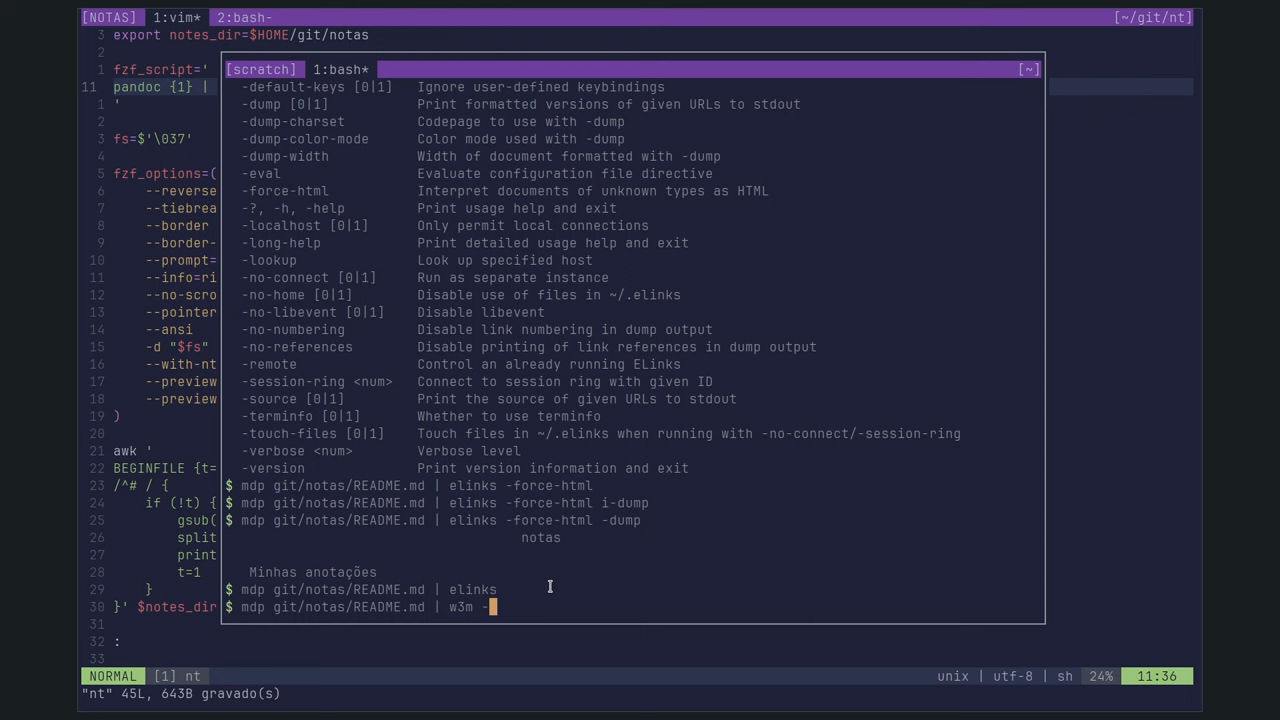 [NOTAS] 1:vim* 2:bash- [~/git/nt]
3 export notes_dir=$HOME/git/notas
2
1 fzf_script='
11 pandoc {1} |
1 '
2
3 fs=$'\037'
4
5 fzf_options=(
6 --reverse
7 --tiebrea
8 --border
9 --border-
10 --prompt=
11 --info=ri
12 --no-scro
13 --pointer
14 --ansi
15 -d "$fs"
16 --with-nt
17 --preview
18 --preview
19 )
20
21 awk '
22 BEGINFILE {t=
23 /^# / {
24 if (!t) {
25 gsub(
26 split
27 print
28 t=1
29 }
30 }' $notes_dir
31
32 :
33
[scratch] 1:bash* [~]
-default-keys [0|1] Ignore user-defined keybindings
-dump [0|1] Print formatted versions of given URLs to stdout
-dump-charset Codepage to use with -dump
-dump-color-mode Color mode used with -dump
-dump-width Width of document formatted with -dump
-eval Evaluate configuration file directive
-force-html Interpret documents of unknown types as HTML
-?, -h, -help Print usage help and exit
-localhost [0|1] Only permit local connections
-long-help Print detailed usage help and exit
-lookup Look up specified host
-no-connect [0|1] Run as separate instance
-no-home [0|1] Disable use of files in ~/.elinks
-no-libevent [0|1] Disable libevent
-no-numbering Disable link numbering in dump output
-no-references Disable printing of link references in dump output
-remote Control an already running ELinks
-session-ring <num> Connect to session ring with given ID
-source [0|1] Print the source of given URLs to stdout
-terminfo [0|1] Whether to use terminfo
-touch-files [0|1] Touch files in ~/.elinks when running with -no-connect/-session-ring
-verbose <num> Verbose level
-version Print version information and exit
$ mdp git/notas/README.md | elinks -force-html
$ mdp git/notas/README.md | elinks -force-html i-dump
$ mdp git/notas/README.md | elinks -force-html -dump
notas
Minhas anotações
$ mdp git/notas/README.md | elinks
$ mdp git/notas/README.md | w3m -
NORMAL [1] nt unix | utf-8 | sh 24% 11:36
"nt" 45L, 643B gravado(s)